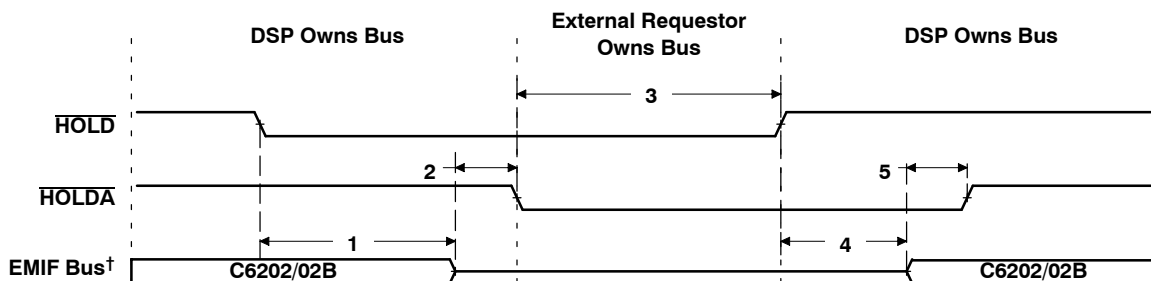 DSP Owns Bus
External Requestor
Owns Bus
DSP Owns Bus
3
HOLD
2
5
HOLDA
1
4
EMIF Bus†
C6202/02B
C6202/02B